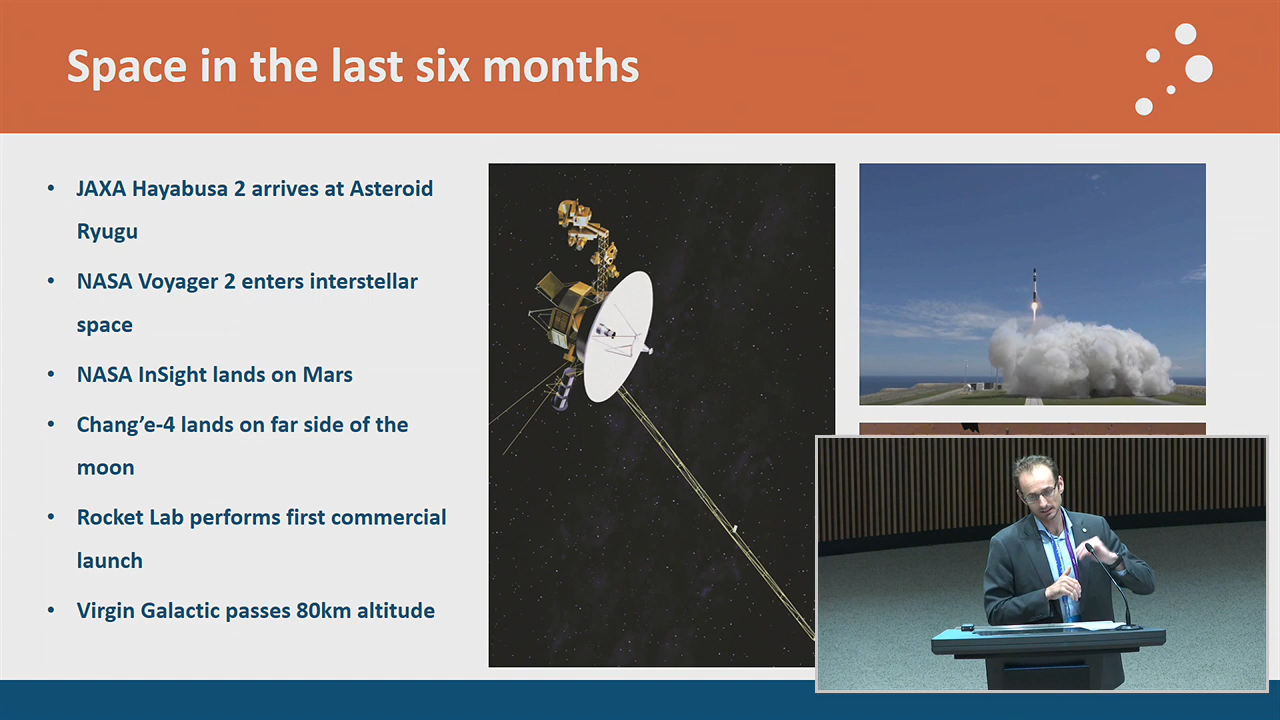 Space in the last six months
• JAXA Hayabusa 2 arrives at Asteroid
Ryugu
• NASA Voyager 2 enters interstellar
space
• NASA InSight lands on Mars
• Chang’e-4 lands on far side of the
moon
• Rocket Lab performs first commercial
launch
• Virgin Galactic passes 80km altitude